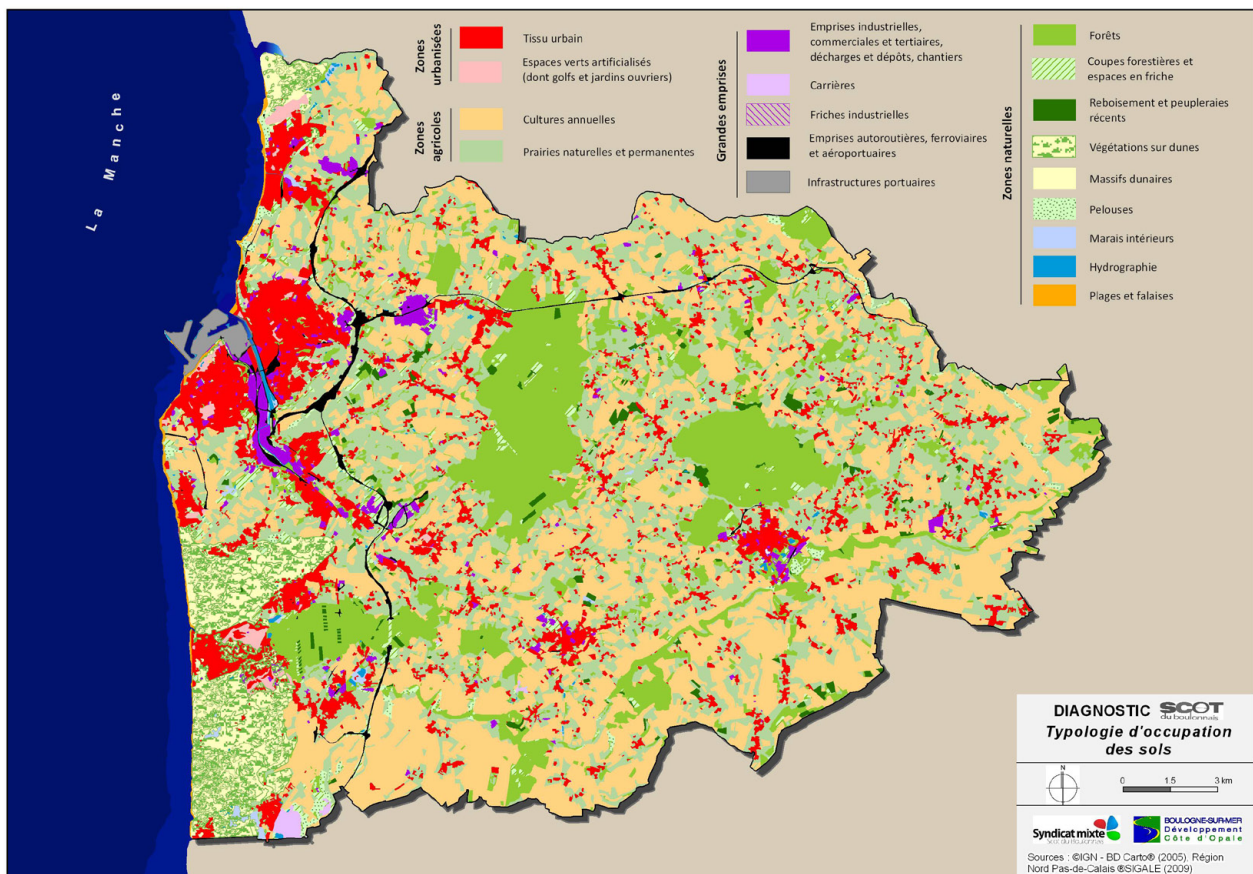 La Manche
Zones
urbanisées
Tissu urbain
Espaces verts artificialisés
(dont golfs et jardins ouvriers)
Zones
agricoles
Cultures annuelles
Prairies naturelles et permanentes
Grandes emprises
Emprises industrielles,
commerciales et tertiaires,
décharges et dépôts, chantiers
Carrières
Friches industrielles
Emprises autoroutières, ferroviaires
et aéroportuaires
Infrastructures portuaires
Zones naturelles
Forêts
Coupes forestières et
espaces en friche
Reboisement et peupleraies
récents
Végétations sur dunes
Massifs dunaires
Pelouses
Marais intérieurs
Hydrographie
Plages et falaises
DIAGNOSTIC SCOT
du boulonnais
Typologie d'occupation
des sols
N
0 1.5 3 km
Syndicat mixte
Scot du Boulonnais
BOULOGNE-SUR-MER
Développement
Côte d'Opale
Sources : ©IGN - BD Carto® (2005), Région
Nord Pas-de-Calais ®SIGALE (2009)